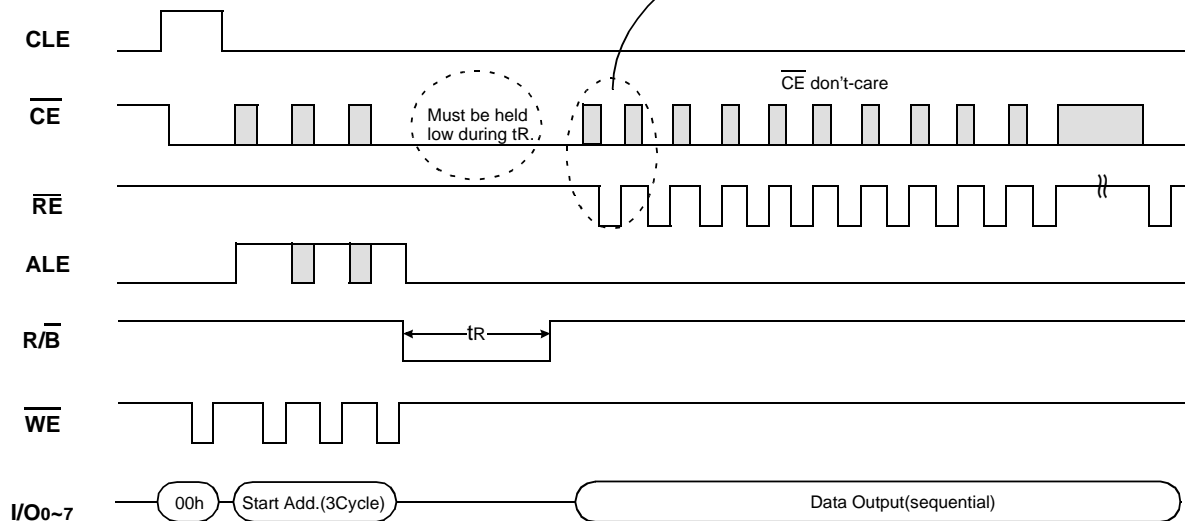 CLE
CE don't-care
CE
Must be held
low during tR.
RE
ALE
R/B
tR
WE
I/O0~7
00h
Start Add.(3Cycle)
Data Output(sequential)